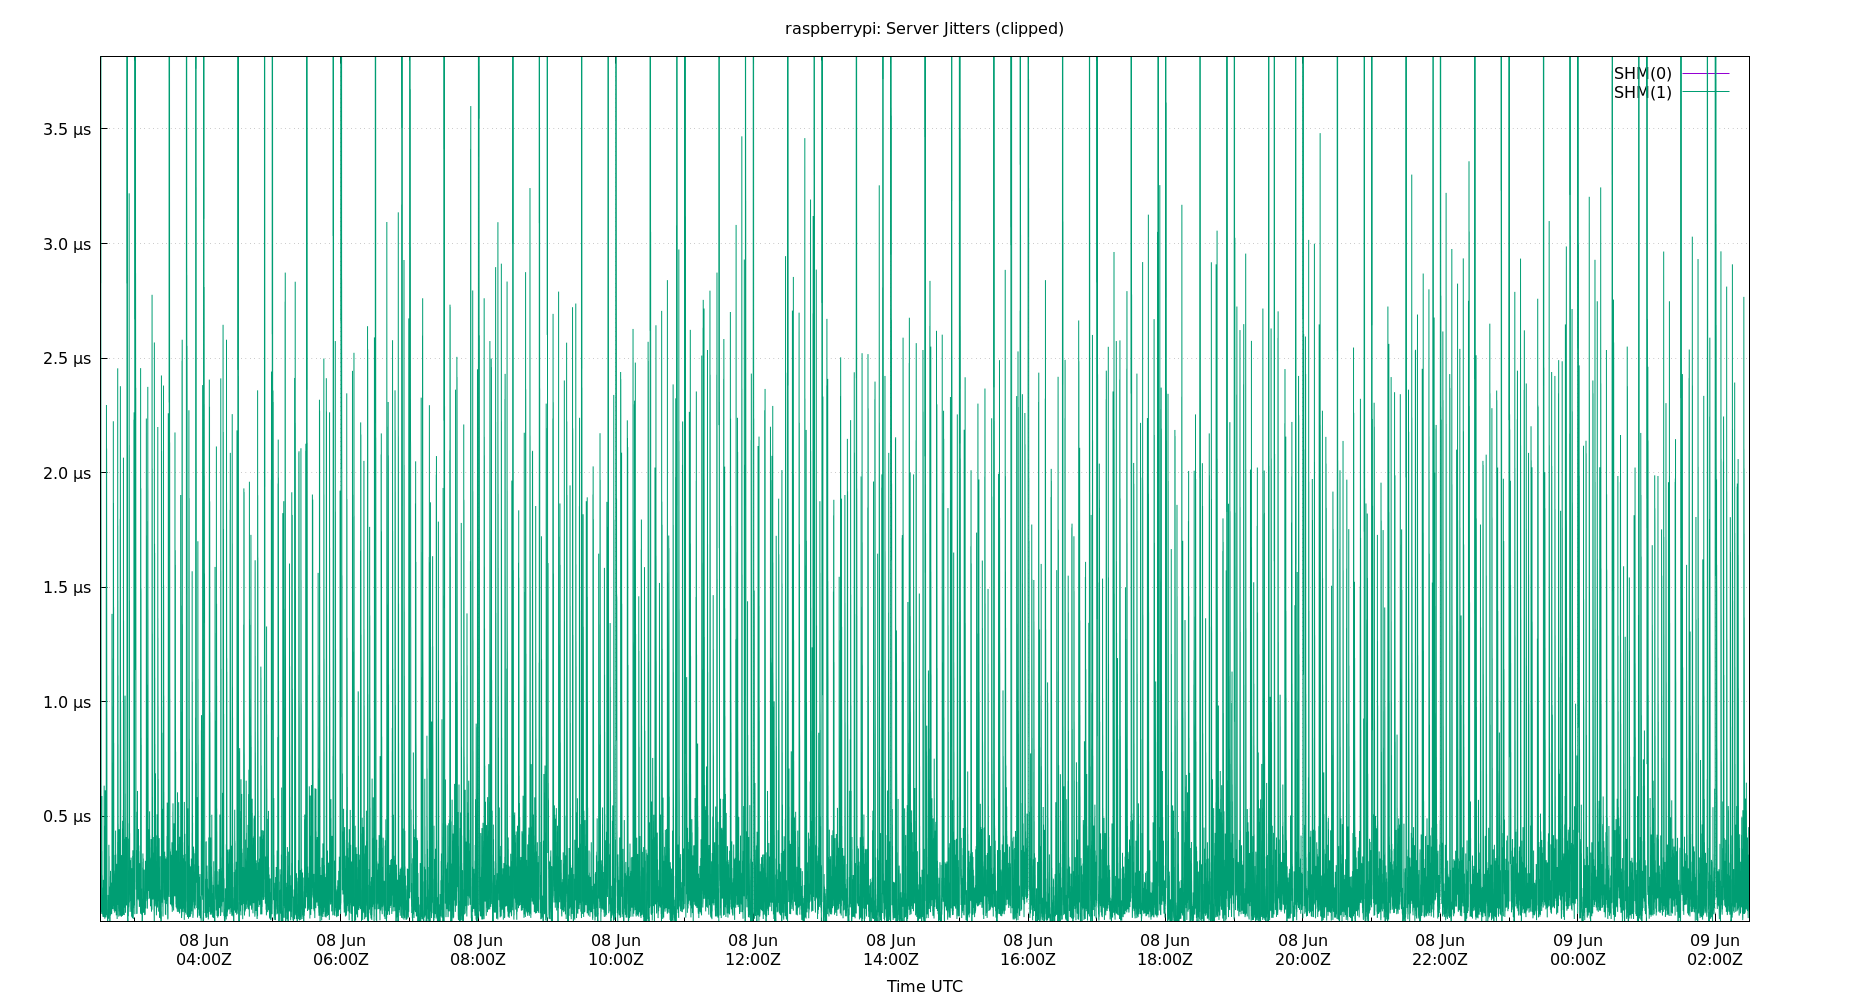 raspberrypi: Server Jitters (clipped)
SHM(0)
SHM(1)
3.5 µs
3.0 µs
2.5 µs
2.0 µs
1.5 µs
1.0 µs
0.5 µs
08 Jun 08 Jun 08 Jun 08 Jun 08 Jun 08 Jun 08 Jun 08 Jun 08 Jun 08 Jun 09 Jun 09 Jun
04:00Z 06:00Z 08:00Z 10:00Z 12:00Z 14:00Z 16:00Z 18:00Z 20:00Z 22:00Z 00:00Z 02:00Z
Time UTC